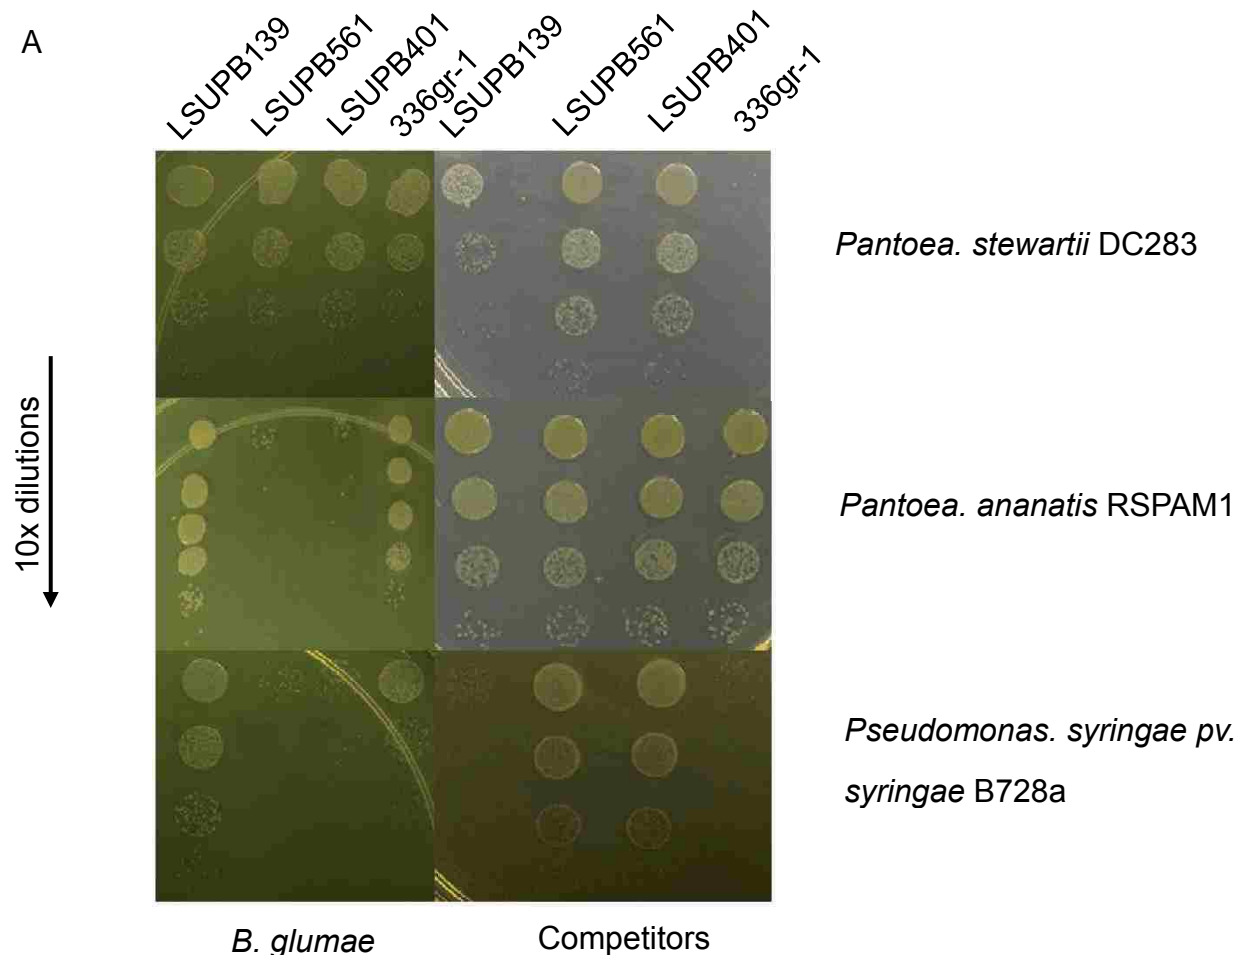 A
LSUPB139
LSUPB561
LSUPB401
336gr-1
LSUPB139
LSUPB561
LSUPB401
336gr-1
Pantoea. stewartii DC283
10x dilutions
Pantoea. ananatis RSPAM1
Pseudomonas. syringae pv.
syringae B728a
B. glumae
Competitors